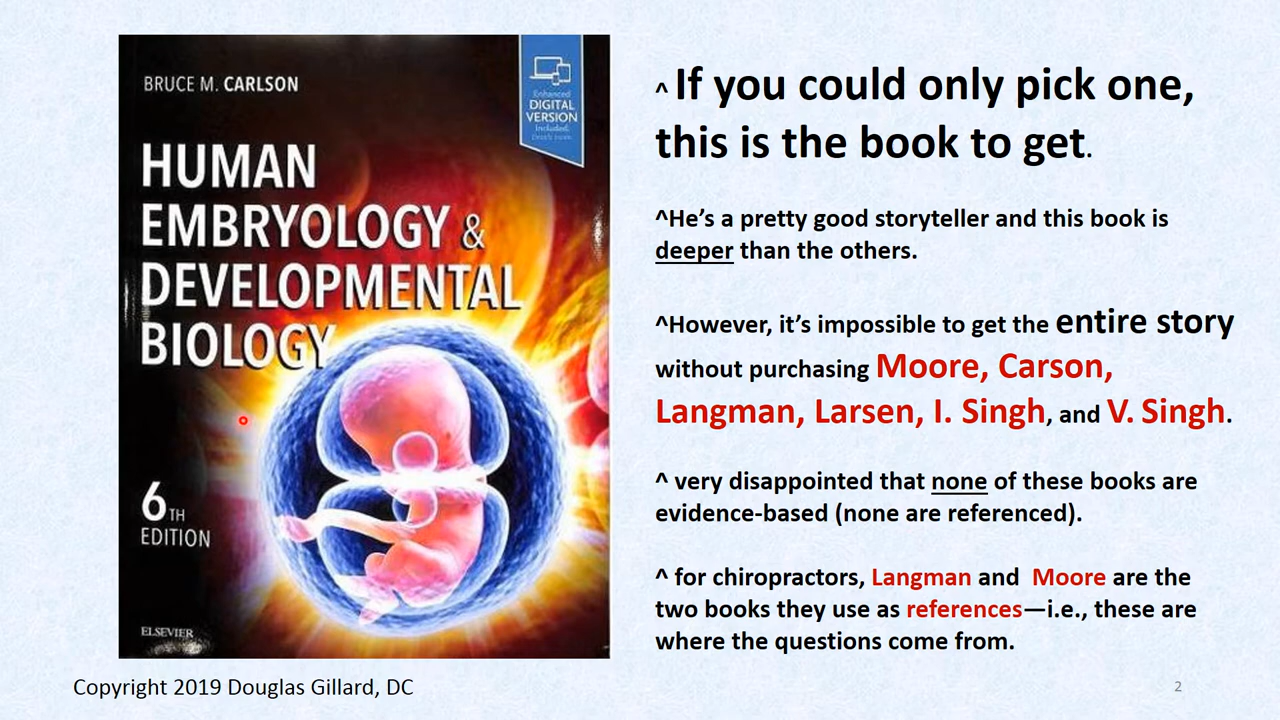 BRUCE M. CARLSON
Enhanced
DIGITAL
VERSION
Included.
HUMAN
EMBRYOLOGY &
DEVELOPMENTAL
BIOLOGY
6TH
EDITION
ELSEVIER
^ If you could only pick one,
this is the book to get.
^He’s a pretty good storyteller and this book is
deeper than the others.
^However, it’s impossible to get the entire story
without purchasing Moore, Carson,
Langman, Larsen, I. Singh, and V. Singh.
^ very disappointed that none of these books are
evidence-based (none are referenced).
^ for chiropractors, Langman and Moore are the
two books they use as references—i.e., these are
where the questions come from.
Copyright 2019 Douglas Gillard, DC
2